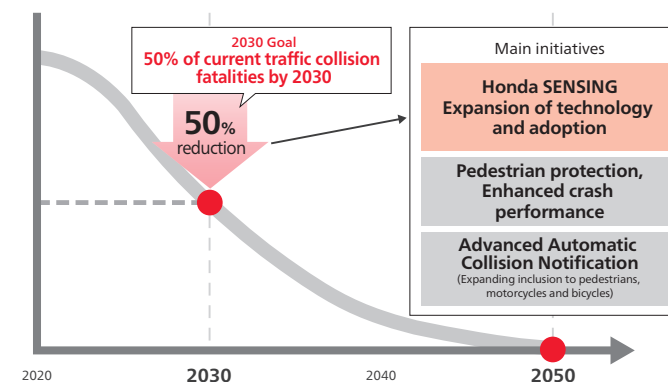 2030 Goal
50% of current traffic collision
fatalities by 2030
50%
reduction
Main initiatives
Honda SENSING
Expansion of technology
and adoption
Pedestrian protection,
Enhanced crash
performance
Advanced Automatic
Collision Notification
(Expanding inclusion to pedestrians,
motorcycles and bicycles)
2020
2030
2040
2050